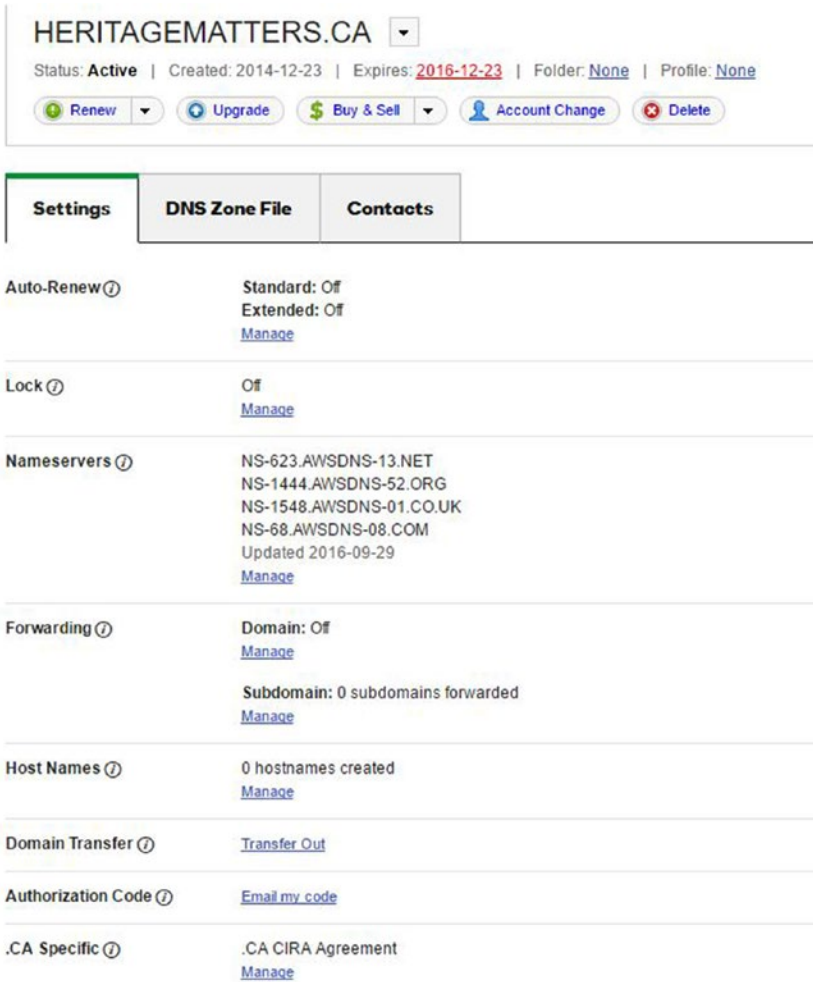 HERITAGEMATTERS.CA
Status: Active | Created: 2014-12-23 | Expires: 2016-12-23 | Folder: None | Profile: None
Renew Upgrade Buy & Sell Account Change Delete
Settings DNS Zone File Contacts
Auto-Renew Standard: Off
Extended: Off
Manage
Lock Off
Manage
Nameservers NS-623.AWSDNS-13.NET
NS-1444.AWSDNS-52.ORG
NS-1548.AWSDNS-01.CO.UK
NS-68.AWSDNS-08.COM
Updated 2016-09-29
Manage
Forwarding Domain: Off
Manage
Subdomain: 0 subdomains forwarded
Manage
Host Names 0 hostnames created
Manage
Domain Transfer Transfer Out
Authorization Code Email my code
.CA Specific .CA CIRA Agreement
Manage